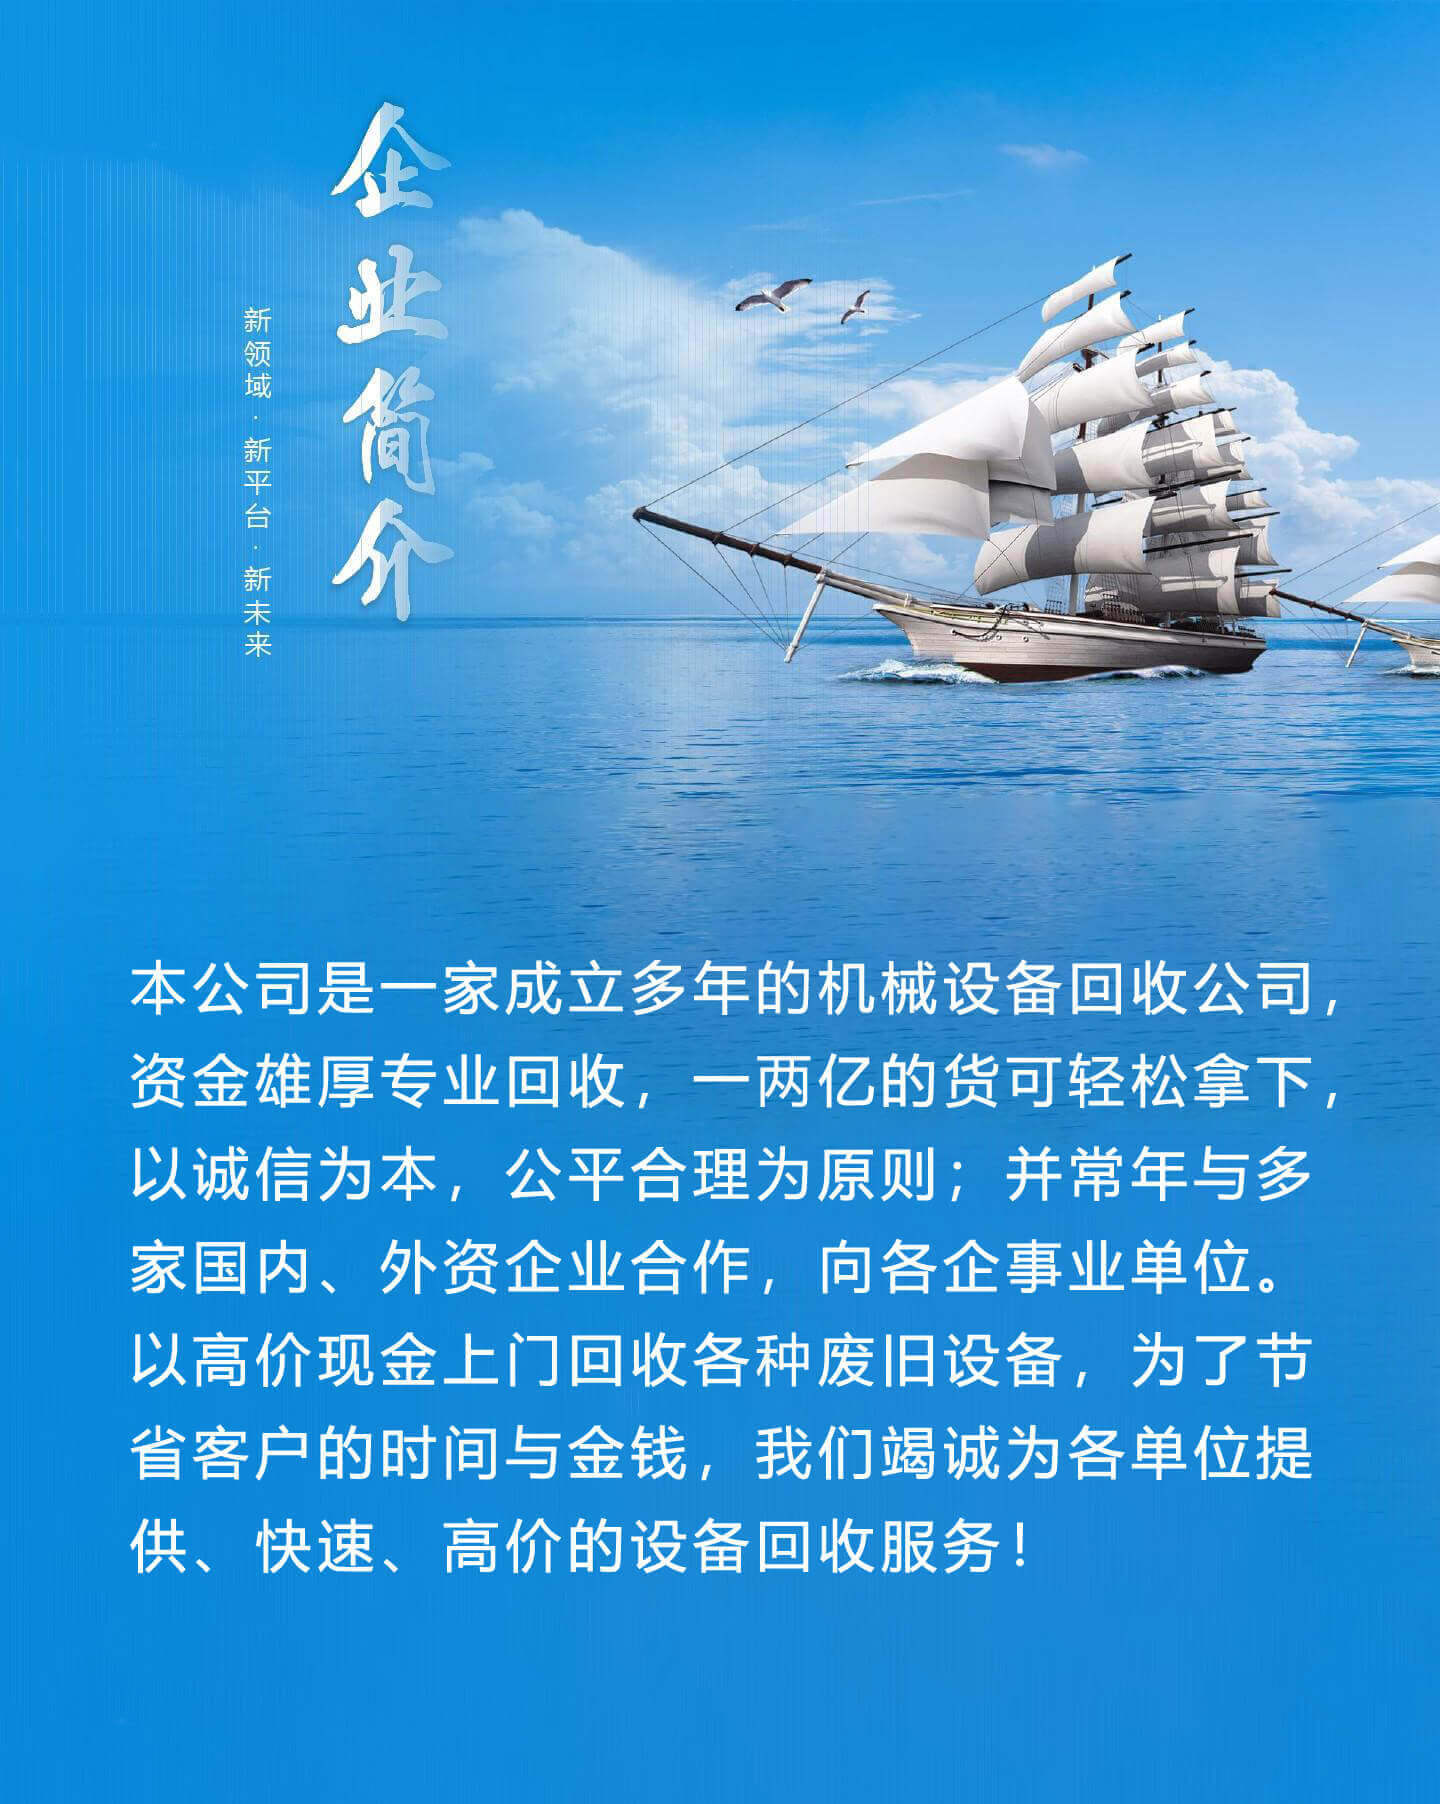 企业简介
新领域·新平台·新未来
本公司是一家成立多年的机械设备回收公司，
资金雄厚专业回收，一两亿的货可轻松拿下，
以诚信为本，公平合理为原则；并常年与多
家国内、外资企业合作，向各企事业单位。
以高价现金上门回收各种废旧设备，为了节
省客户的时间与金钱，我们竭诚为各单位提
供、快速、高价的设备回收服务！